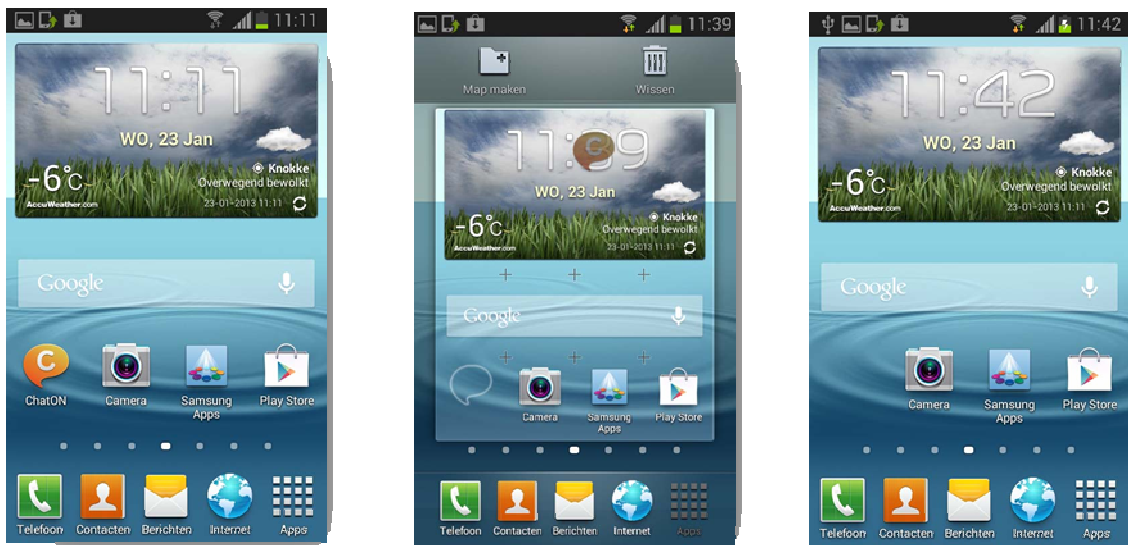 11:11
11:11
WO, 23 Jan
-6°C
Knokke
Overwegend bewolkt
AccuWeather.com
23-01-2013 11:11
Google
C
ChatON
Camera
Samsung
Apps
Play Store
Telefoon
Contacten
Berichten
Internet
Apps
11:39
Map maken
Wissen
11:39
WO, 23 Jan
-6°C
Knokke
Overwegend bewolkt
AccuWeather.com
23-01-2013 11:11
Google
Camera
Samsung
Apps
Play Store
Telefoon
Contacten
Berichten
Internet
Apps
11:42
11:42
WO, 23 Jan
-6°C
Knokke
Overwegend bewolkt
AccuWeather.com
23-01-2013 11:11
Google
Camera
Samsung
Apps
Play Store
Telefoon
Contacten
Berichten
Internet
Apps